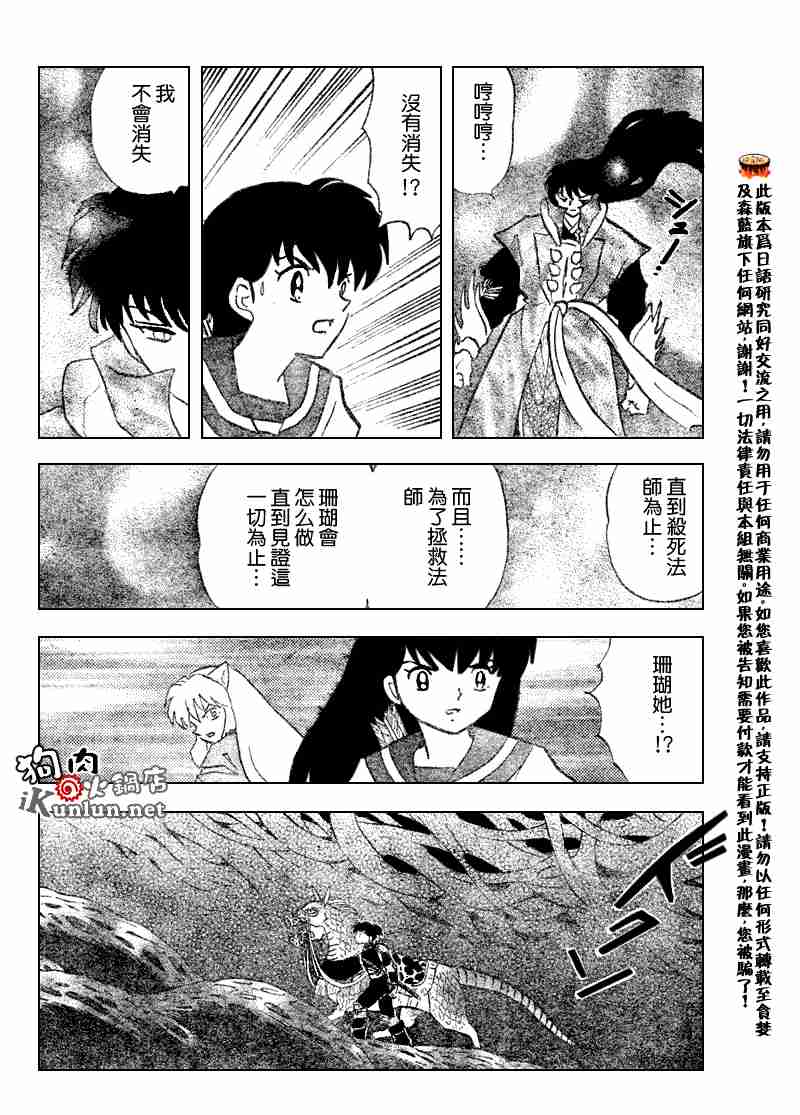 哼哼哼…
シュー
沒有消失!?
我
不會消失
直到殺死法
師為止…
而且……
為了拯救法
師
珊瑚會
怎么做
直到見證這
一切為止…
珊瑚她…!?
狗肉
火鍋店
iKunlun.net
此版本爲日語研究同好交流之用,請勿用于任何商業用途。如您喜歡此作品,請支持正版!請勿以任何形式轉載至貪婪
及森藍旗下任何網站,謝謝!一切法律責任與本組無關。如果您被告知需要付款才能看到此漫畫,那麽,您被騙了!